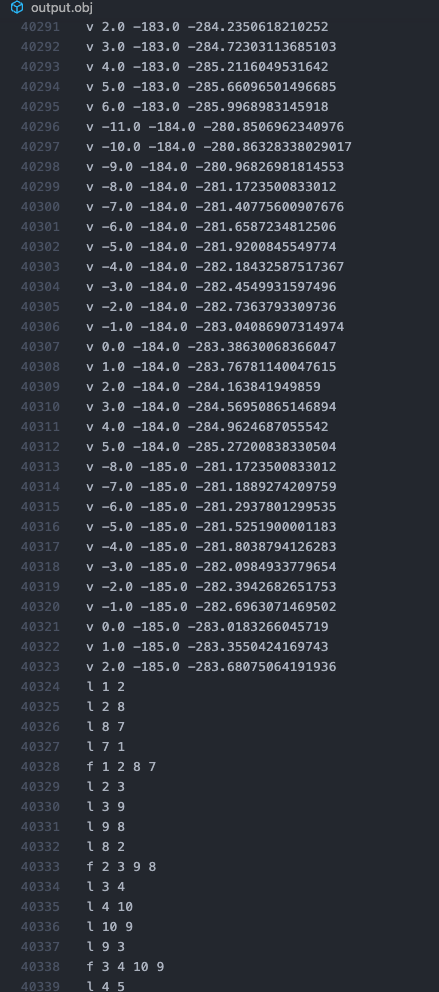 output.obj
40291 v 2.0 -183.0 -284.2350618210252
40292 v 3.0 -183.0 -284.72303113685103
40293 v 4.0 -183.0 -285.2116049531642
40294 v 5.0 -183.0 -285.66096501496685
40295 v 6.0 -183.0 -285.9968983145918
40296 v -11.0 -184.0 -280.8506962340976
40297 v -10.0 -184.0 -280.86328338029017
40298 v -9.0 -184.0 -280.96826981814553
40299 v -8.0 -184.0 -281.1723500833012
40300 v -7.0 -184.0 -281.40775600907676
40301 v -6.0 -184.0 -281.6587234812506
40302 v -5.0 -184.0 -281.9200845549774
40303 v -4.0 -184.0 -282.18432587517367
40304 v -3.0 -184.0 -282.4549931597496
40305 v -2.0 -184.0 -282.7363793309736
40306 v -1.0 -184.0 -283.04086907314974
40307 v 0.0 -184.0 -283.38630068366047
40308 v 1.0 -184.0 -283.76781140047615
40309 v 2.0 -184.0 -284.163841949859
40310 v 3.0 -184.0 -284.56950865146894
40311 v 4.0 -184.0 -284.9624687055542
40312 v 5.0 -184.0 -285.27200838330504
40313 v -8.0 -185.0 -281.1723500833012
40314 v -7.0 -185.0 -281.1889274209759
40315 v -6.0 -185.0 -281.2937801299535
40316 v -5.0 -185.0 -281.5251900001183
40317 v -4.0 -185.0 -281.8038794126283
40318 v -3.0 -185.0 -282.0984933779654
40319 v -2.0 -185.0 -282.3942682651753
40320 v -1.0 -185.0 -282.6963071469502
40321 v 0.0 -185.0 -283.0183266045719
40322 v 1.0 -185.0 -283.3550424169743
40323 v 2.0 -185.0 -283.68075064191936
40324 l 1 2
40325 l 2 8
40326 l 8 7
40327 l 7 1
40328 f 1 2 8 7
40329 l 2 3
40330 l 3 9
40331 l 9 8
40332 l 8 2
40333 f 2 3 9 8
40334 l 3 4
40335 l 4 10
40336 l 10 9
40337 l 9 3
40338 f 3 4 10 9
40339 l 4 5